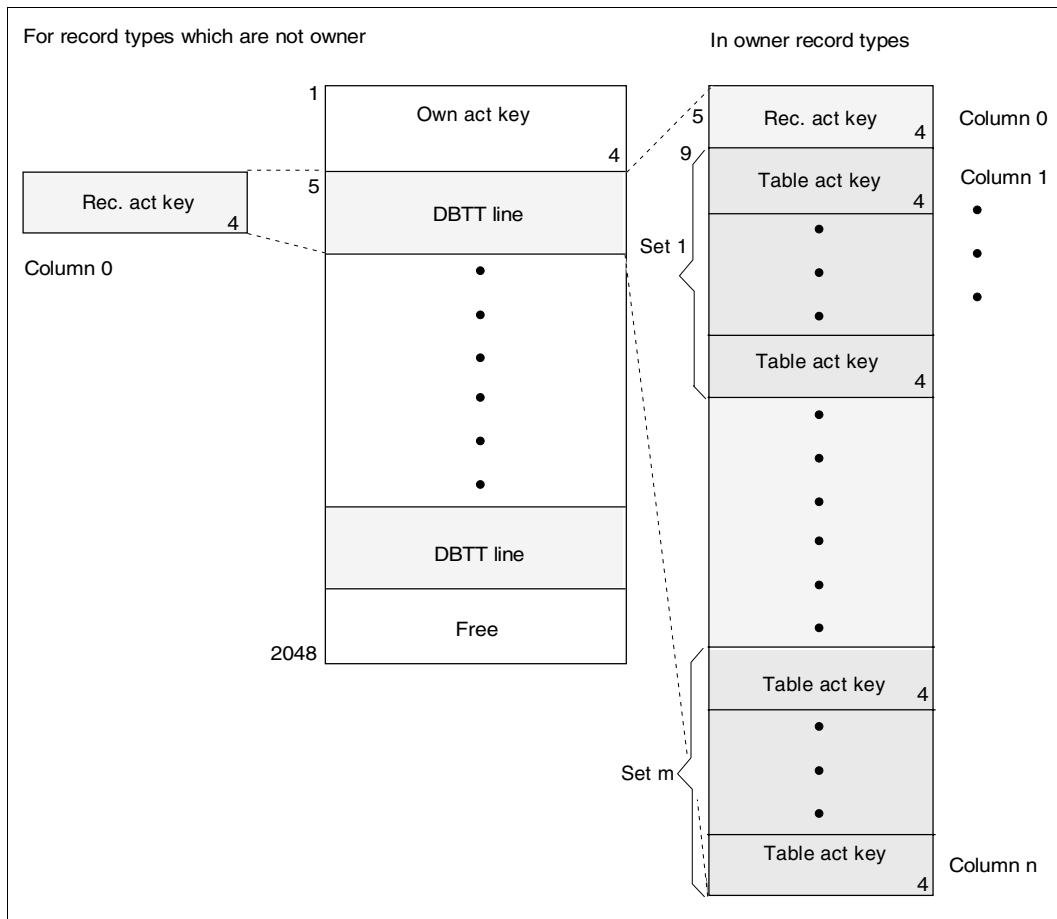 For record types which are not owner
In owner record types
1
Own act key
4
5
DBTT line
DBTT line
Free
2048
Rec. act key
4
Column 0
5
Rec. act key
4
Column 0
9
Table act key
4
Column 1
Set 1
Table act key
4
Table act key
4
Set m
Table act key
4
Column n